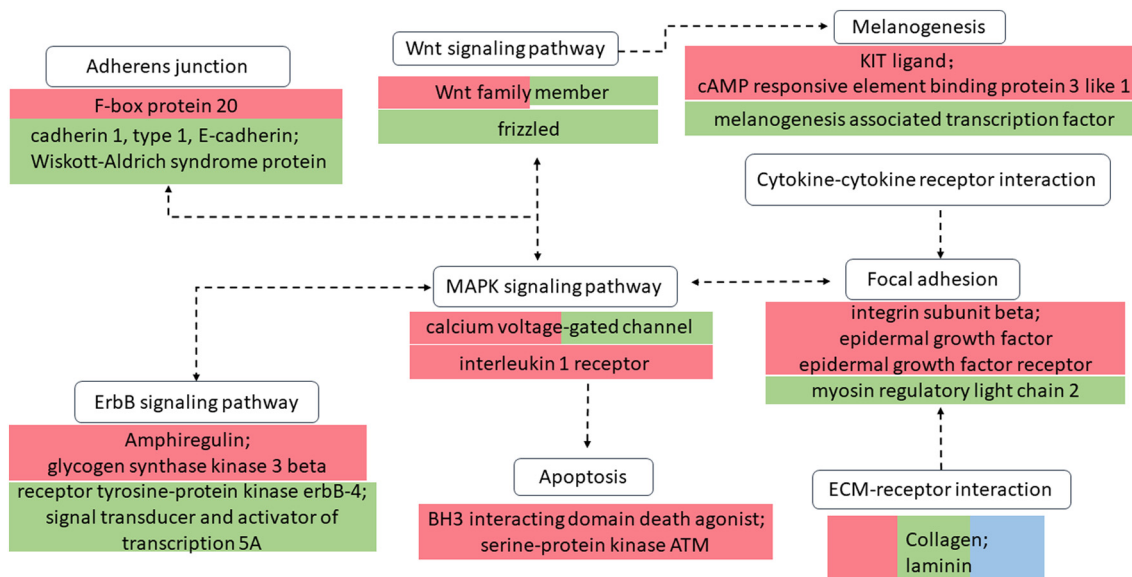 Adherens junction
F-box protein 20
cadherin 1, type 1, E-cadherin;
Wiskott-Aldrich syndrome protein
Wnt signaling pathway
Wnt family member
frizzled
Melanogenesis
KIT ligand;
cAMP responsive element binding protein 3 like 1
melanogenesis associated transcription factor
Cytokine-cytokine receptor interaction
MAPK signaling pathway
calcium voltage-gated channel
interleukin 1 receptor
Focal adhesion
integrin subunit beta;
epidermal growth factor
epidermal growth factor receptor
myosin regulatory light chain 2
ErbB signaling pathway
Amphiregulin;
glycogen synthase kinase 3 beta
receptor tyrosine-protein kinase erbB-4;
signal transducer and activator of
transcription 5A
Apoptosis
BH3 interacting domain death agonist;
serine-protein kinase ATM
ECM-receptor interaction
Collagen;
laminin